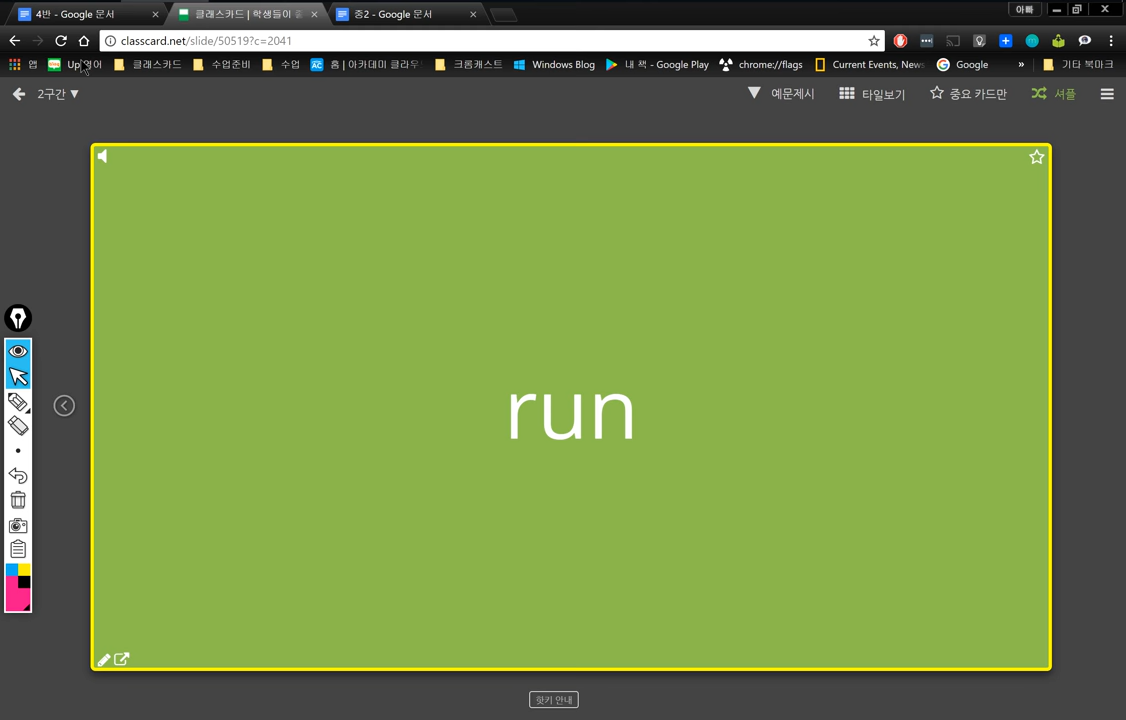 4반 - Google 문서
클래스카드 | 학생들이 좋
중2 - Google 문서
아빠
classcard.net/slide/50519?c=2041
앱
클래스카드
수업준비
수업
홈 | 아카데미 클라우
크롬캐스트
Windows Blog
내 책 - Google Play
chrome://flags
Current Events, News
Google
»
기타 북마크
2구간 ▼
예문제시
타일보기
중요 카드만
셔플
run
핫키 안내